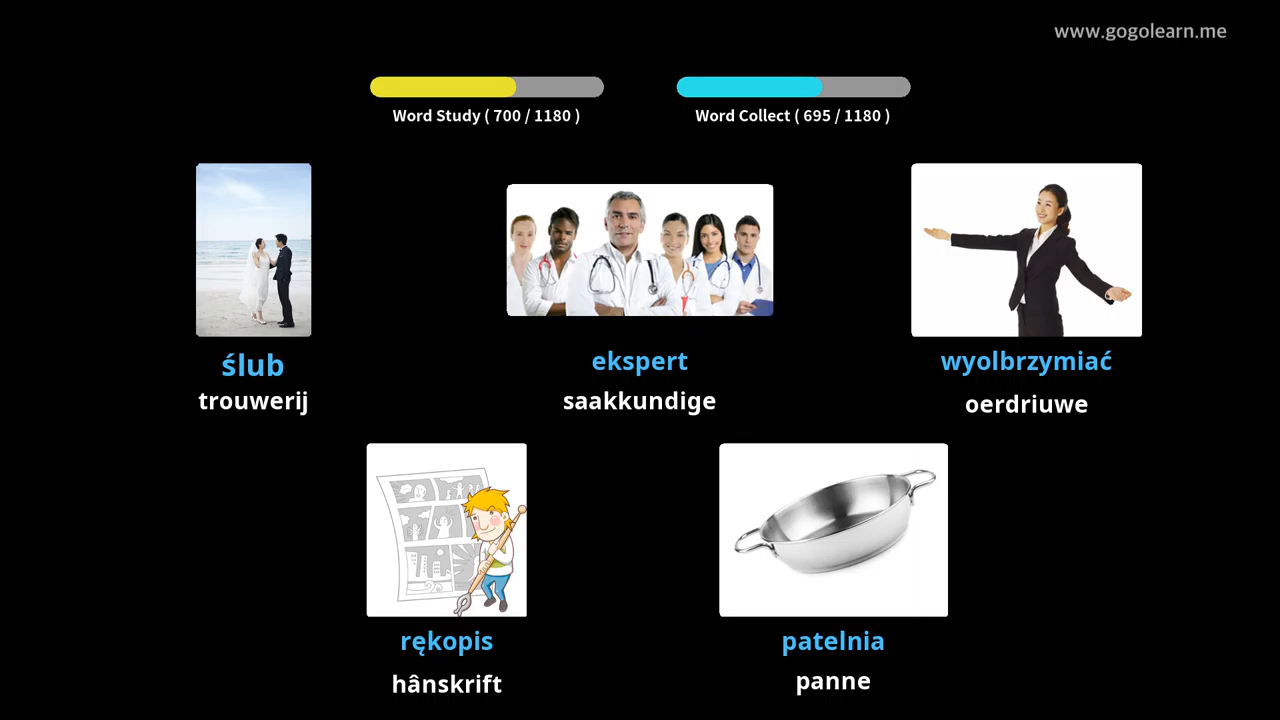 www.gogolearn.me
Word Study ( 700 / 1180 )
Word Collect ( 695 / 1180 )
ślub
trouwerij
ekspert
saakkundige
wyolbrzymiać
oerdriuwe
rękopis
hânskrift
patelnia
panne